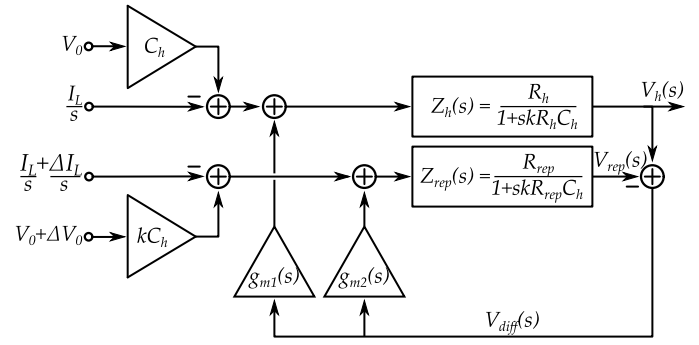 V0
Ch
IL
s
−
+
+
Zh(s) =
Rh
1+skRhCh
Vh(s)
IL+ΔIL
s s
−
+
+
Zrep(s) =
Rrep
1+skRrepCh
Vrep(s)
−
+
V0+ΔV0
kCh
gm1(s)
gm2(s)
Vdiff(s)